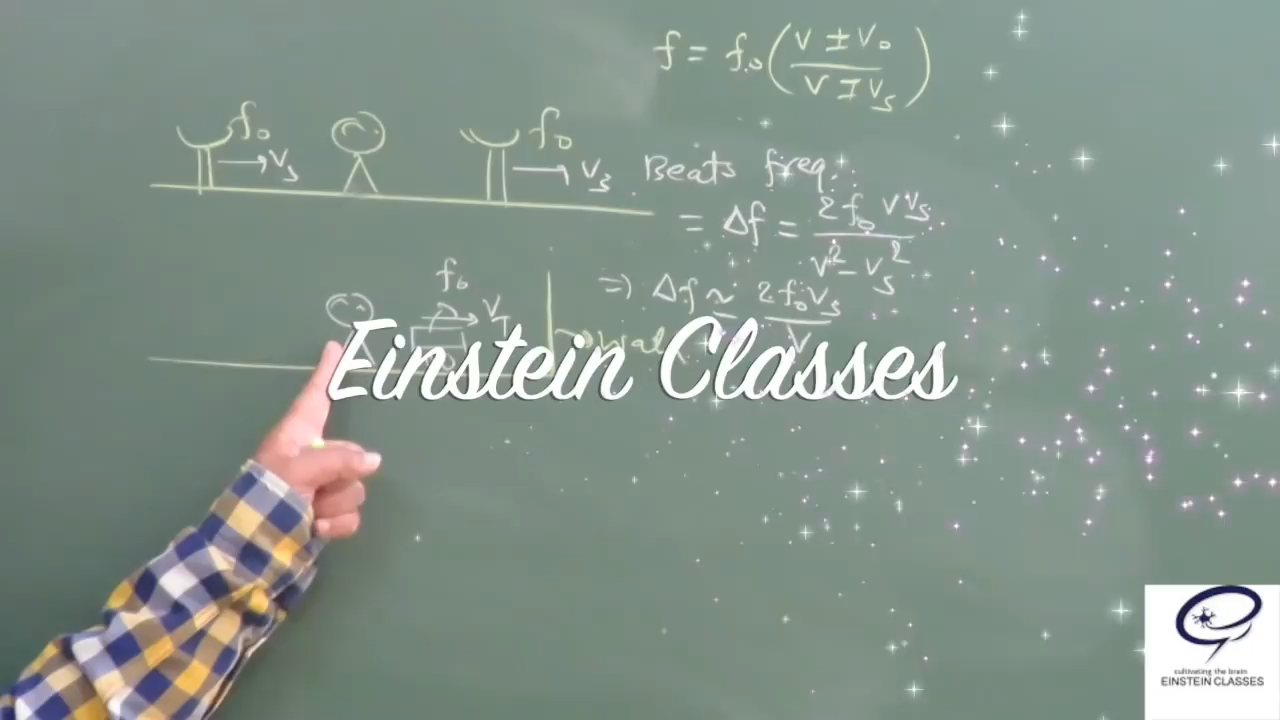 f = f₀ (V ± V₀ / V ∓ Vₛ)
f₀ → Vₛ
f₀ → Vₛ
Beats freq.
= Δf = 2f₀VVₛ / V² - Vₛ²
⇒ Δf ≈ 2f₀Vₛ / V
f₀
→ V
Einstein Classes
cultivating the brain
EINSTEIN CLASSES